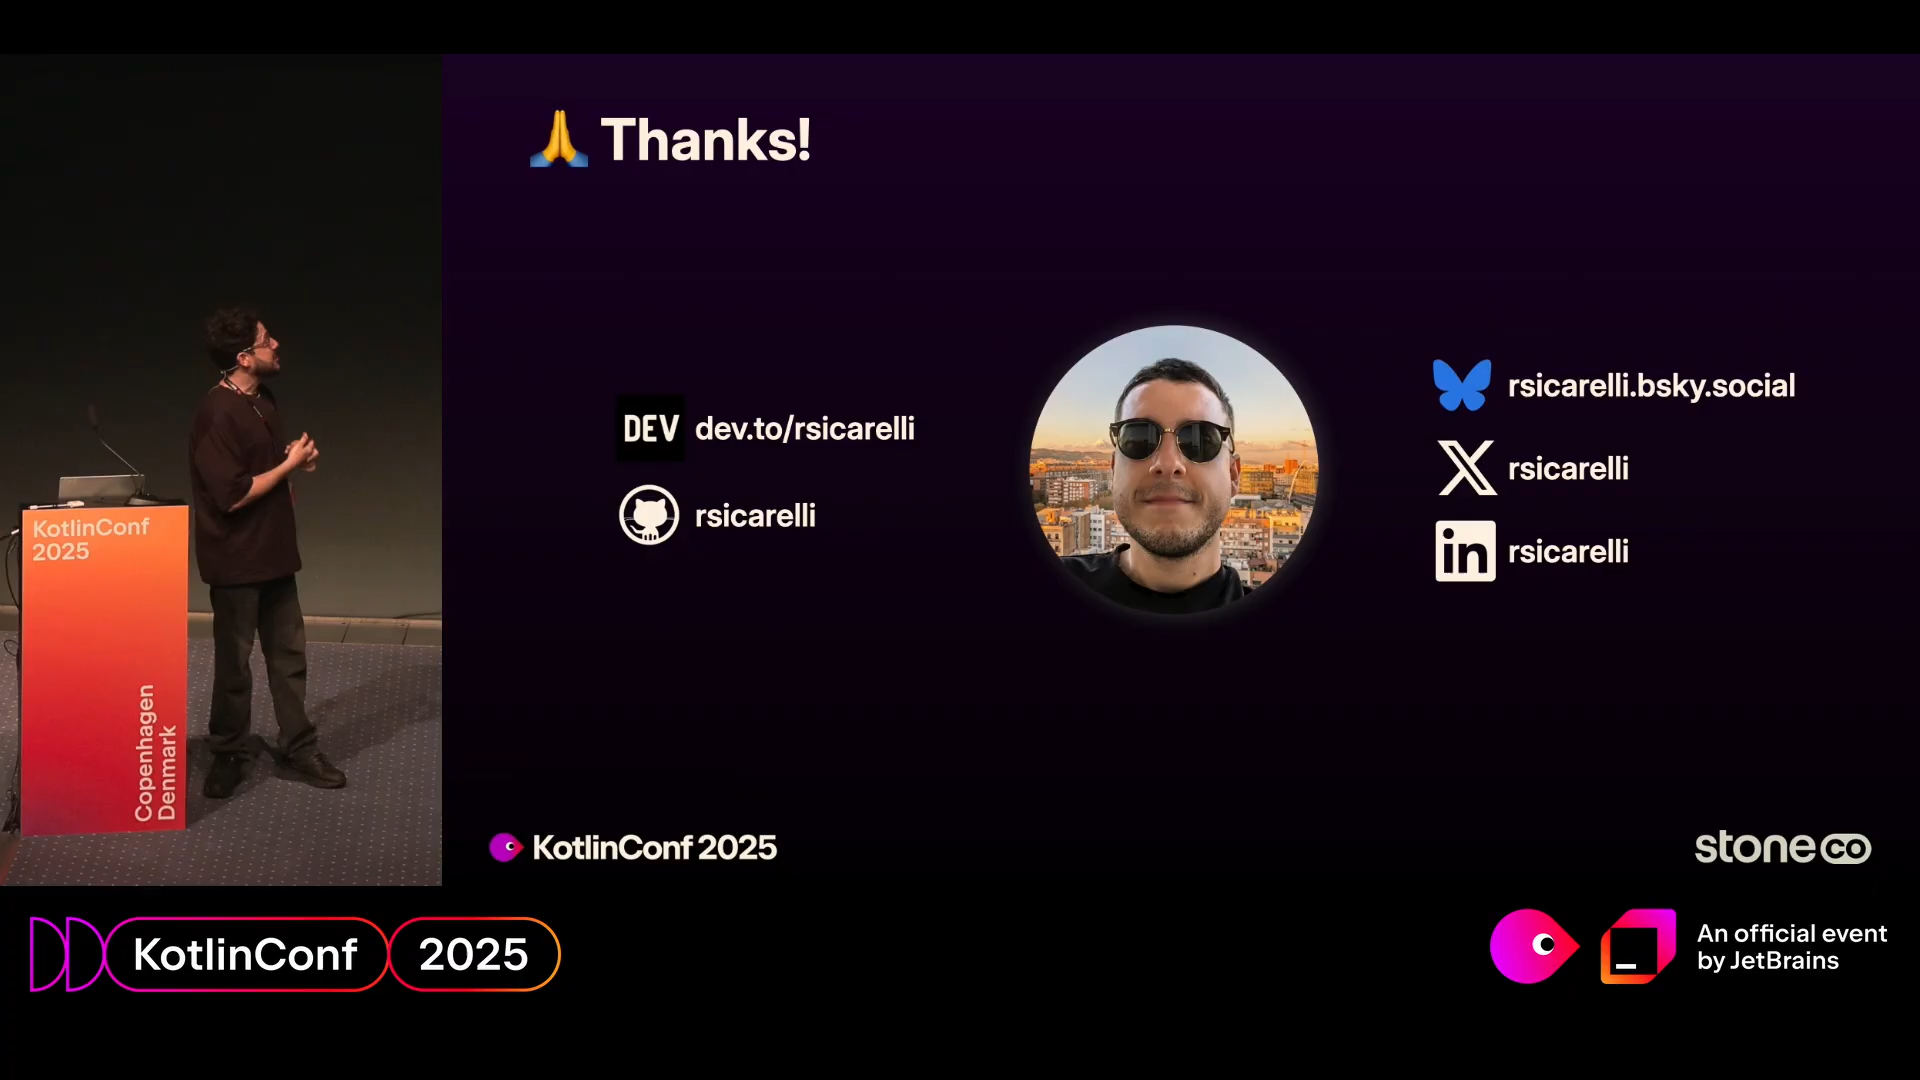 🙏 Thanks!
DEV dev.to/rsicarelli
rsicarelli
rsicarelli.bsky.social
rsicarelli
in rsicarelli
KotlinConf
2025
Copenhagen
Denmark
KotlinConf 2025
stone co
KotlinConf 2025
An official event
by JetBrains